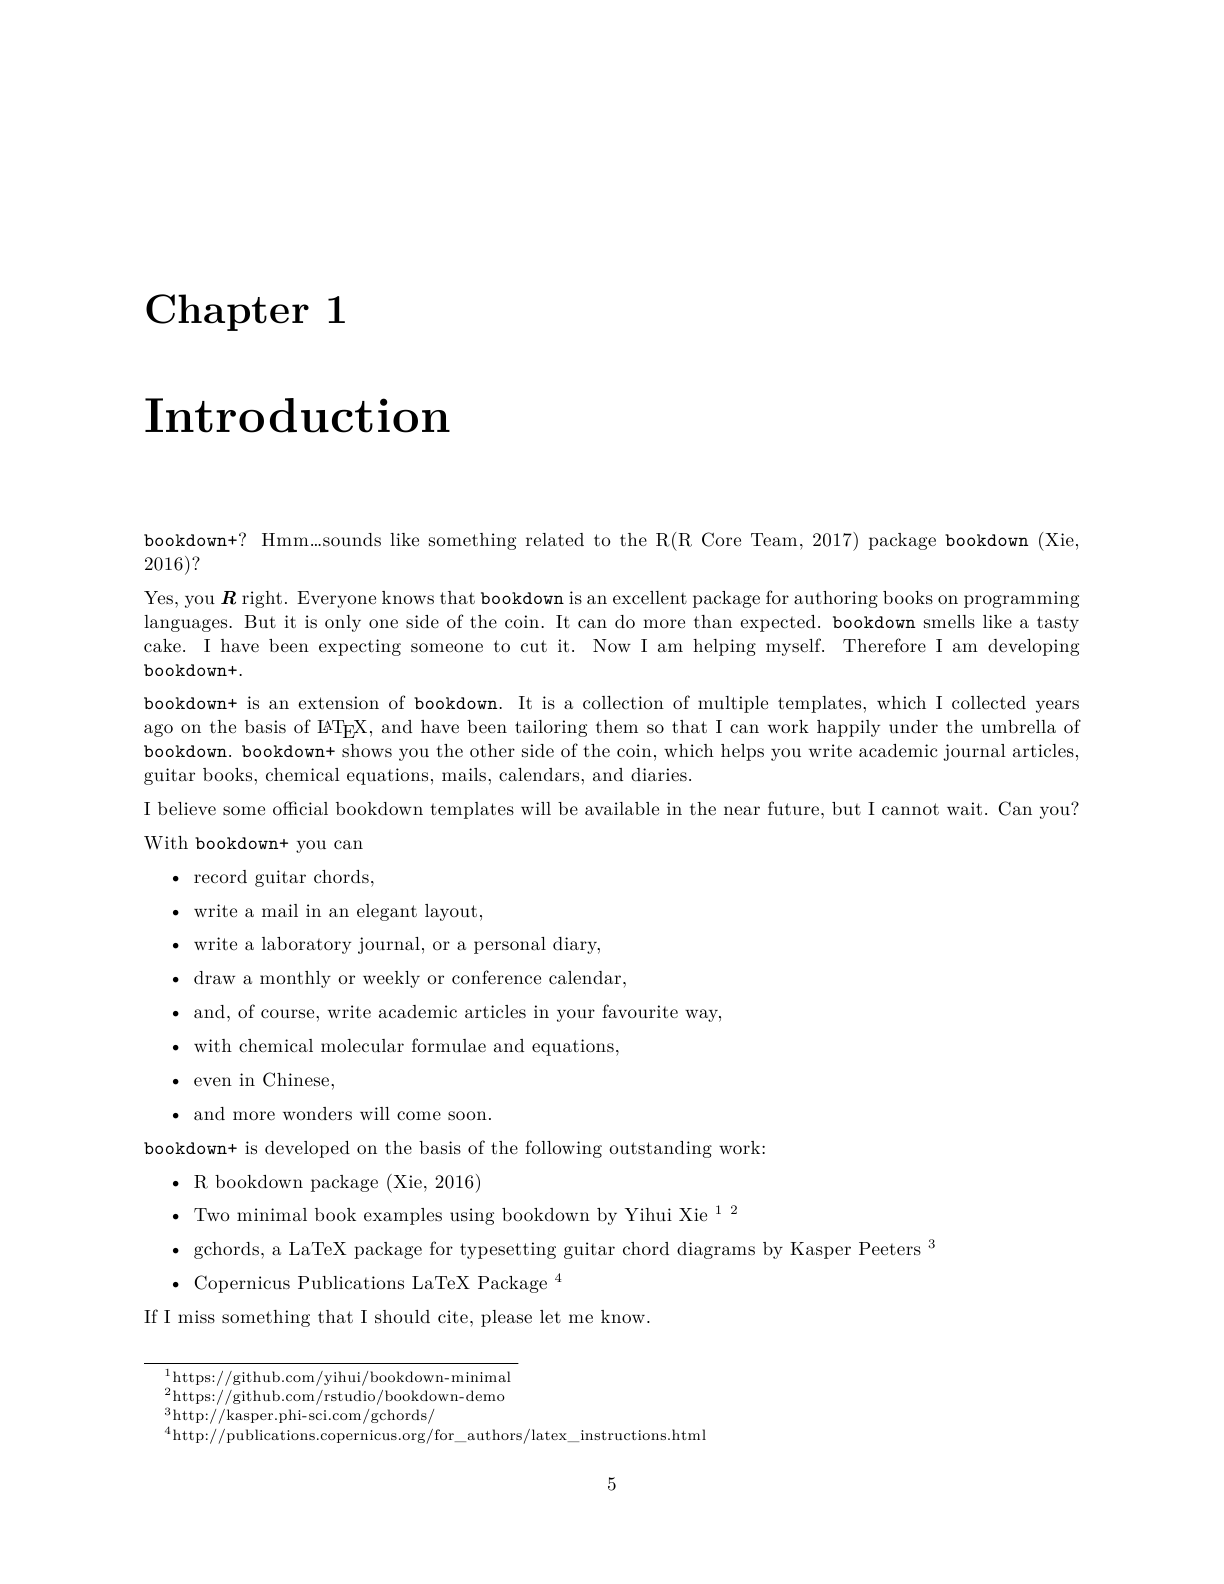 Chapter 1
Introduction
bookdown+? Hmm…sounds like something related to the R(R Core Team, 2017) package bookdown (Xie,
2016)?
Yes, you R right. Everyone knows that bookdown is an excellent package for authoring books on programming
languages. But it is only one side of the coin. It can do more than expected. bookdown smells like a tasty
cake. I have been expecting someone to cut it. Now I am helping myself. Therefore I am developing
bookdown+.
bookdown+ is an extension of bookdown. It is a collection of multiple templates, which I collected years
ago on the basis of LATEX, and have been tailoring them so that I can work happily under the umbrella of
bookdown. bookdown+ shows you the other side of the coin, which helps you write academic journal articles,
guitar books, chemical equations, mails, calendars, and diaries.
I believe some official bookdown templates will be available in the near future, but I cannot wait. Can you?
With bookdown+ you can
• record guitar chords,
• write a mail in an elegant layout,
• write a laboratory journal, or a personal diary,
• draw a monthly or weekly or conference calendar,
• and, of course, write academic articles in your favourite way,
• with chemical molecular formulae and equations,
• even in Chinese,
• and more wonders will come soon.
bookdown+ is developed on the basis of the following outstanding work:
• R bookdown package (Xie, 2016)
• Two minimal book examples using bookdown by Yihui Xie 1 2
• gchords, a LaTeX package for typesetting guitar chord diagrams by Kasper Peeters 3
• Copernicus Publications LaTeX Package 4
If I miss something that I should cite, please let me know.
1https://github.com/yihui/bookdown-minimal
2https://github.com/rstudio/bookdown-demo
3http://kasper.phi-sci.com/gchords/
4http://publications.copernicus.org/for_authors/latex_instructions.html
5